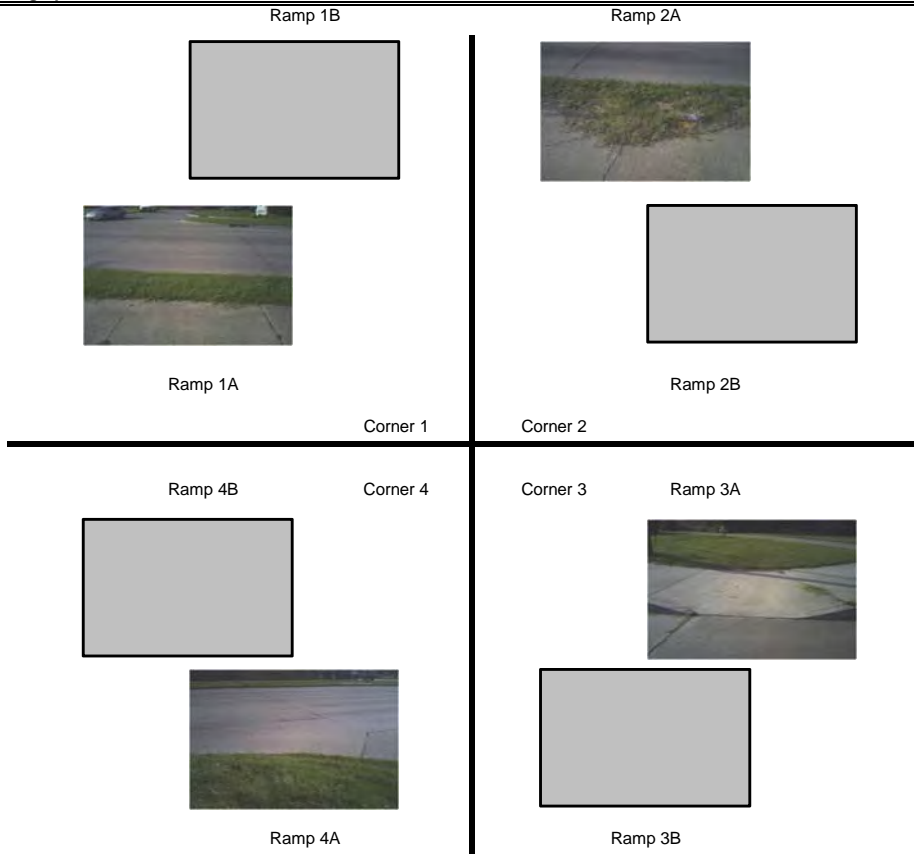 Ramp 1B
Ramp 2A
Ramp 1A
Ramp 2B
Corner 1
Corner 2
Ramp 4B
Corner 4
Corner 3
Ramp 3A
Ramp 4A
Ramp 3B